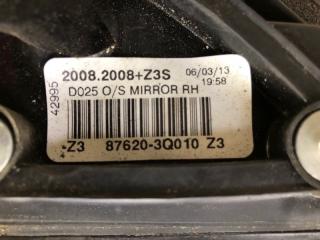 2008.2008+Z3S 06/03/13
D025 O/S MIRROR RH 19:58
42995
Z3 87620-3Q010 Z3